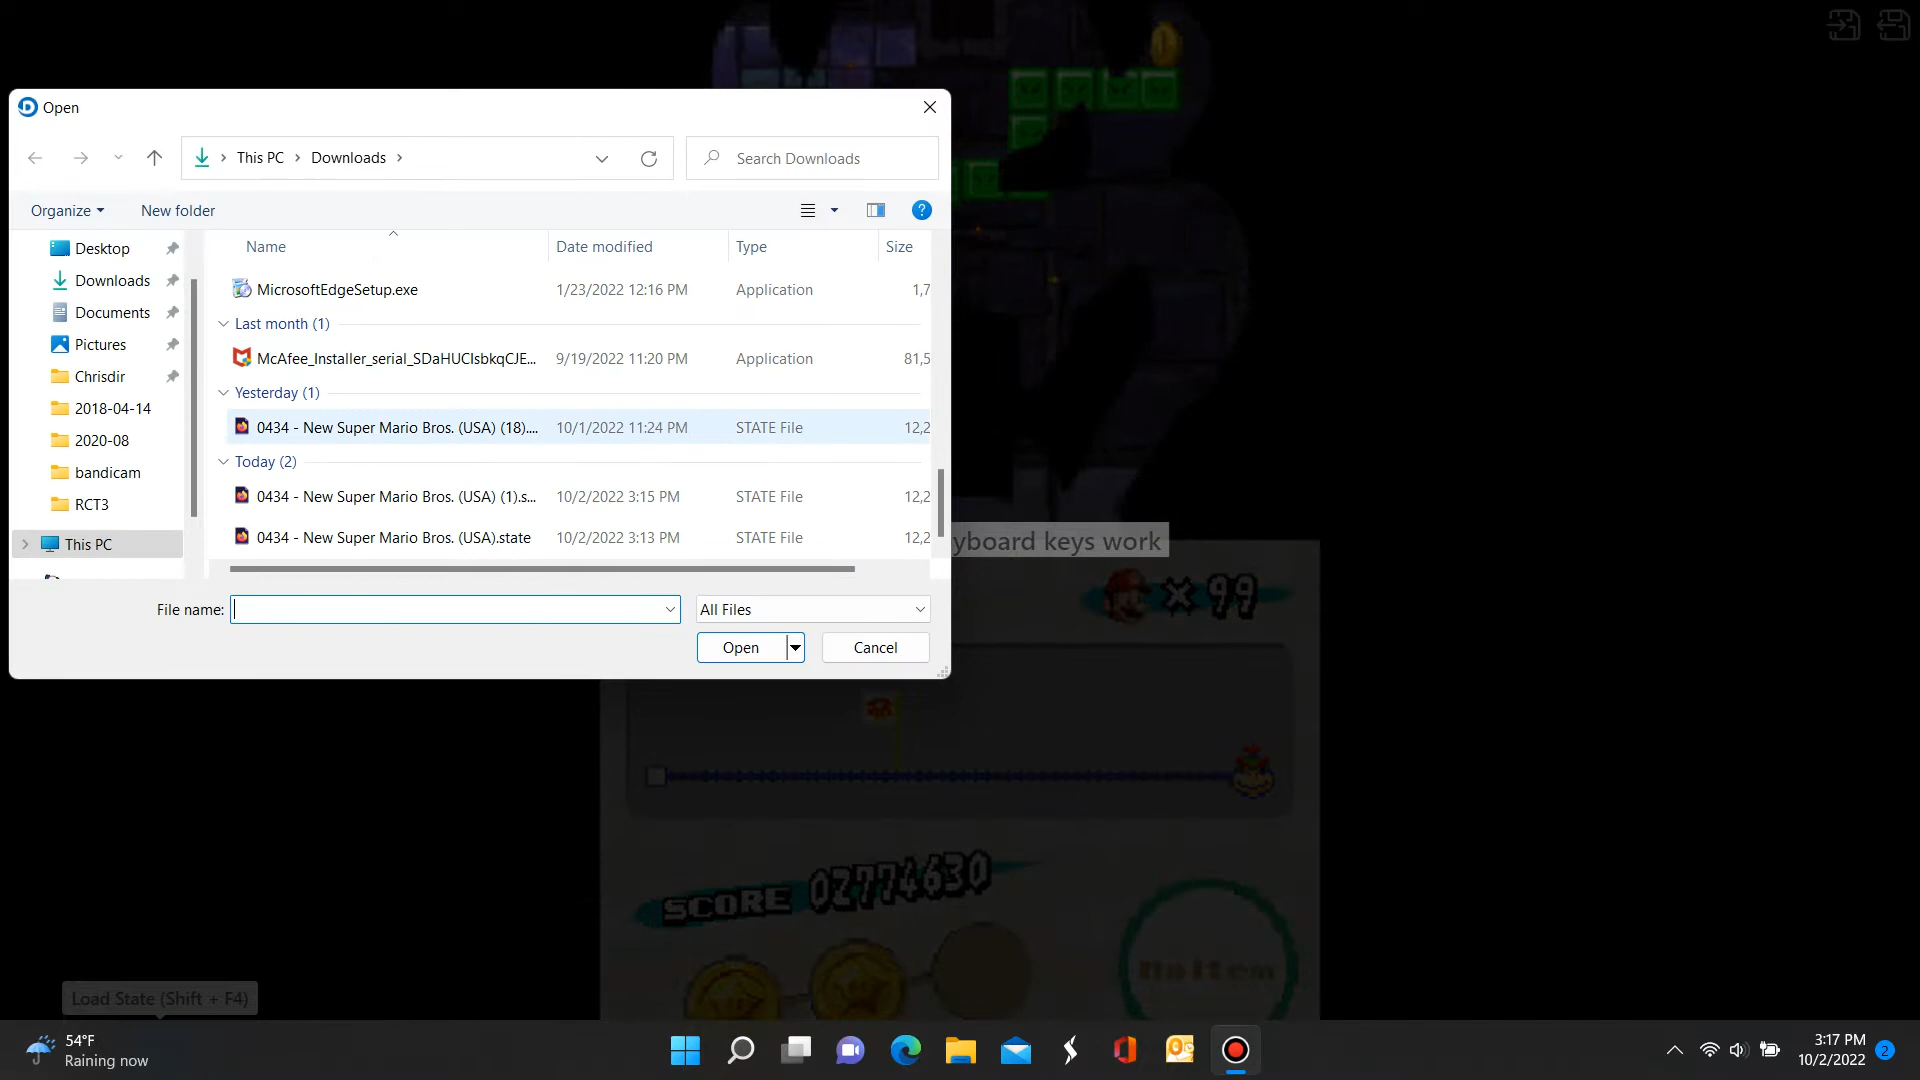 Open
This PC > Downloads >
Search Downloads
Organize
New folder
Name
Date modified
Type
Size
Desktop
Downloads
Documents
Pictures
Chrisdir
2018-04-14
2020-08
bandicam
RCT3
This PC
MicrosoftEdgeSetup.exe 1/23/2022 12:16 PM Application 1,7
Last month (1)
McAfee_Installer_serial_SDaHUCIsbkqCJE... 9/19/2022 11:20 PM Application 81,5
Yesterday (1)
0434 - New Super Mario Bros. (USA) (18).... 10/1/2022 11:24 PM STATE File 12,2
Today (2)
0434 - New Super Mario Bros. (USA) (1).s... 10/2/2022 3:15 PM STATE File 12,2
0434 - New Super Mario Bros. (USA).state 10/2/2022 3:13 PM STATE File 12,2
File name:
All Files
Open
Cancel
yboard keys work
× 99
SCORE 02774630
Load State (Shift + F4)
54°F
Raining now
3:17 PM
10/2/2022
2